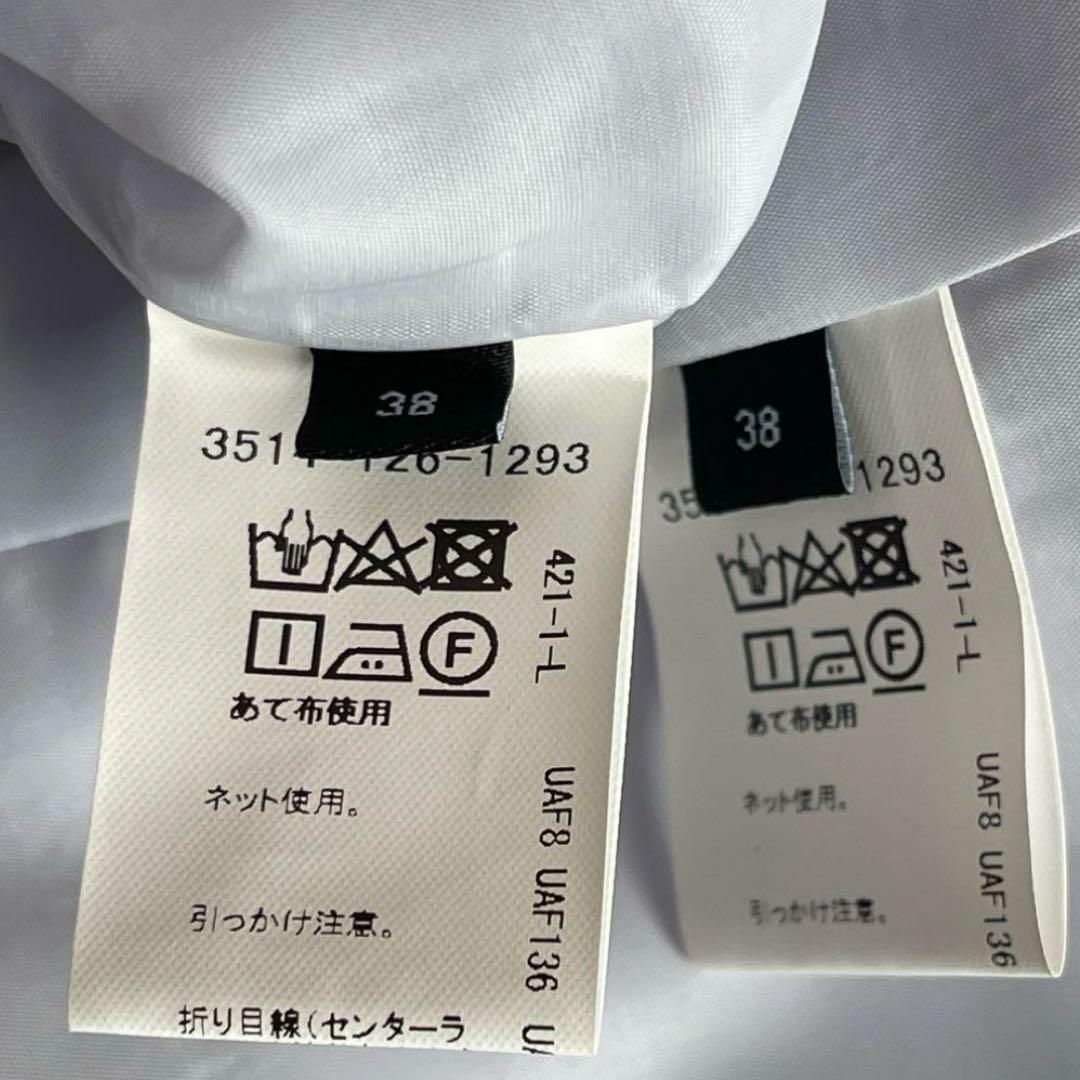 38
351 126-1293
F
あて布使用
ネット使用。
引っかけ注意。
折り目線(センターラ
421-1-L
UAF8 UAF136
38
35 1293
F
あて布使用
ネット使用。
引っかけ注意。
421-1-L
UAF8 UAF136